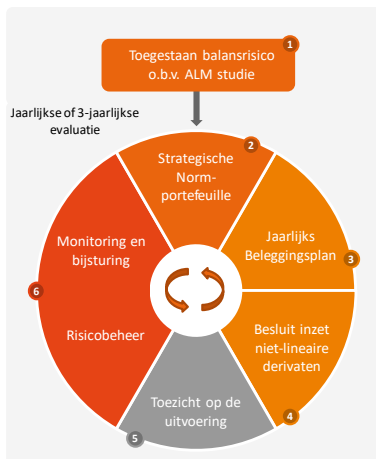 1
Toegestaan balansrisico
o.b.v. ALM studie
Jaarlijkse of 3-jaarlijkse
evaluatie
2
Strategische
Norm-
portefeuille
Jaarlijks
Beleggingsplan
3
Besluit inzet
niet-lineaire
derivaten
4
Toezicht op de
uitvoering
5
Monitoring en
bijsturing
6
Risicobeheer